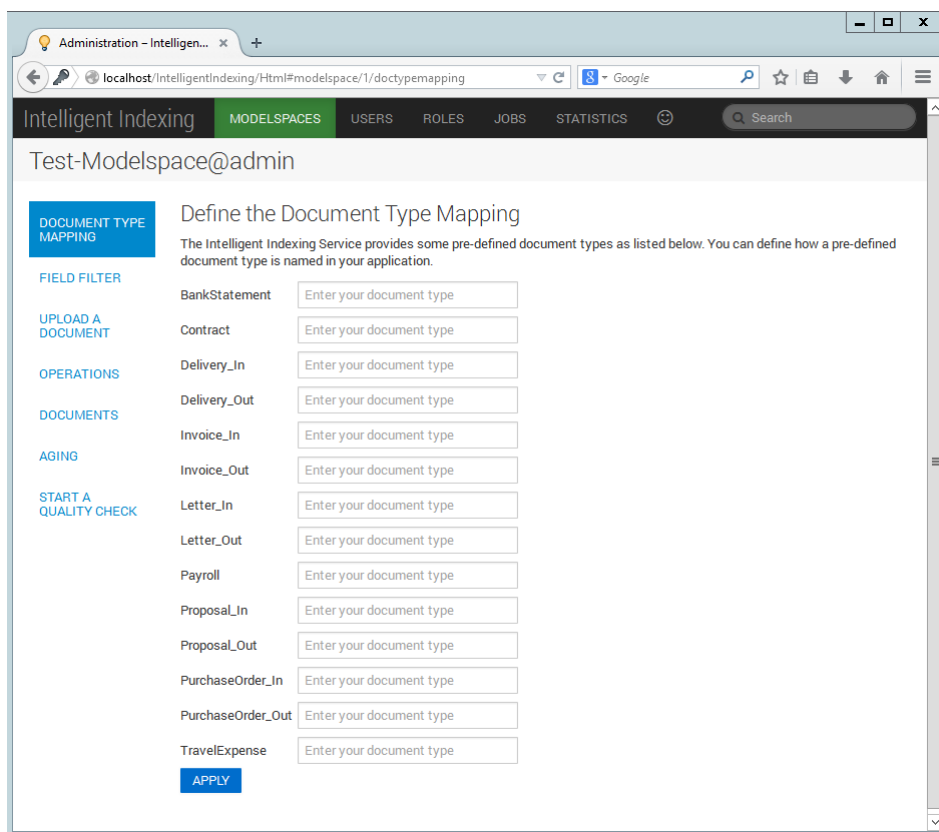 Administration – Intelligen...
localhost/IntelligentIndexing/Html#modelspace/1/doctypemapping
8 Google
Intelligent Indexing MODELSPACES USERS ROLES JOBS STATISTICS Search
Test-Modelspace@admin
DOCUMENT TYPE
MAPPING
FIELD FILTER
UPLOAD A
DOCUMENT
OPERATIONS
DOCUMENTS
AGING
START A
QUALITY CHECK
Define the Document Type Mapping
The Intelligent Indexing Service provides some pre-defined document types as listed below. You can define how a pre-defined
document type is named in your application.
BankStatement Enter your document type
Contract Enter your document type
Delivery_In Enter your document type
Delivery_Out Enter your document type
Invoice_In Enter your document type
Invoice_Out Enter your document type
Letter_In Enter your document type
Letter_Out Enter your document type
Payroll Enter your document type
Proposal_In Enter your document type
Proposal_Out Enter your document type
PurchaseOrder_In Enter your document type
PurchaseOrder_Out Enter your document type
TravelExpense Enter your document type
APPLY